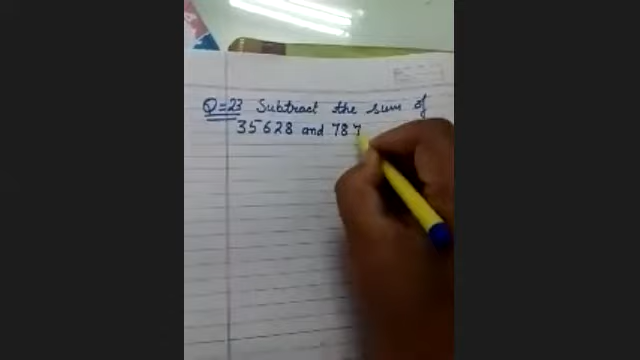 Q=23 Subtract the sum of
35628 and 787